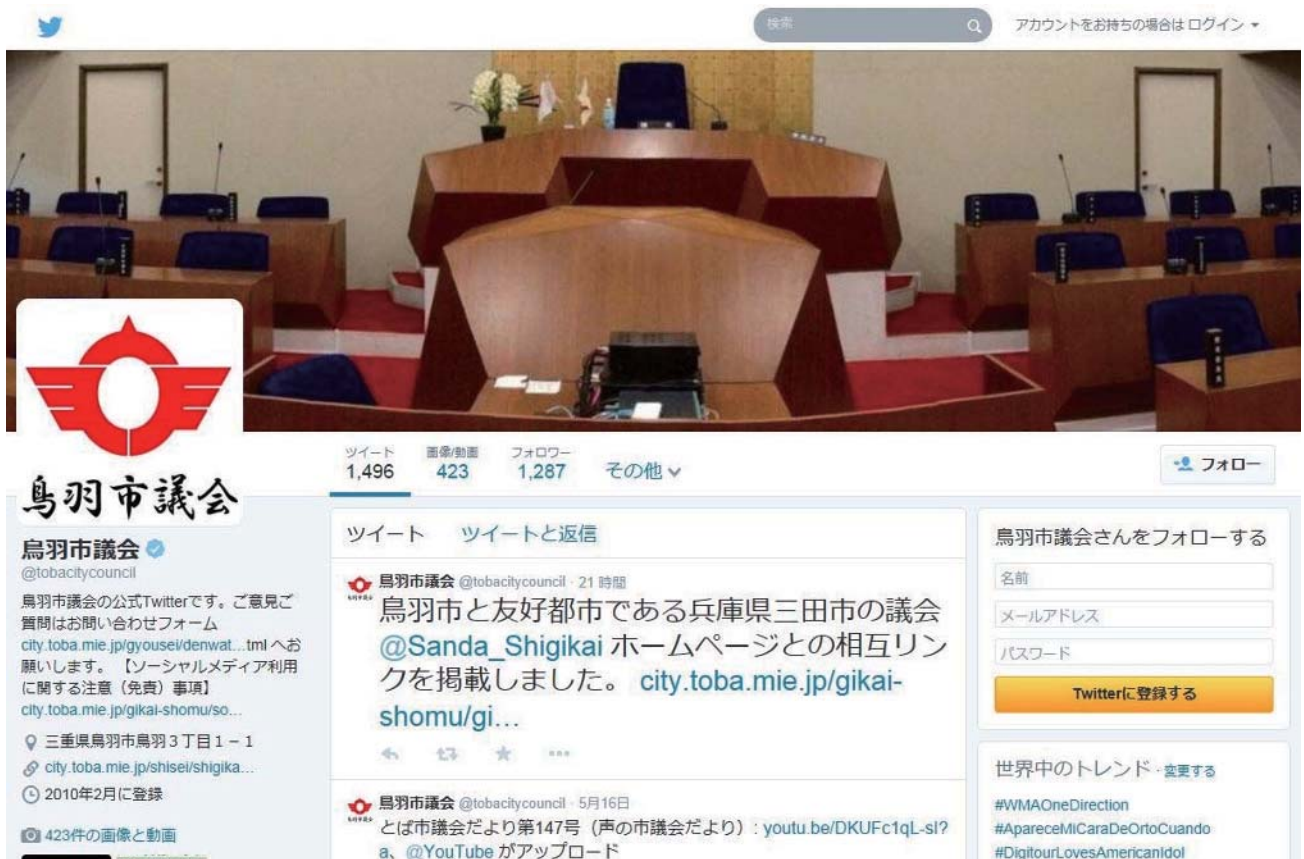 検索
アカウントをお持ちの場合は ログイン
鳥羽市議会
ツイート
1,496
画像/動画
423
フォロワー
1,287
その他
フォロー
鳥羽市議会
@tobacitycouncil
鳥羽市議会の公式Twitterです。ご意見ご
質問はお問い合わせフォーム
city.toba.mie.jp/gyousei/denwat...tml へお
願いします。【ソーシャルメディア利用
に関する注意（免責）事項】
city.toba.mie.jp/gikai-shomu/so...
三重県鳥羽市鳥羽３丁目１－１
city.toba.mie.jp/shisei/shigika...
2010年2月に登録
423件の画像と動画
ツイート ツイートと返信
鳥羽市議会 @tobacitycouncil · 21 時間
鳥羽市と友好都市である兵庫県三田市の議会
@Sanda_Shigikai ホームページとの相互リン
クを掲載しました。 city.toba.mie.jp/gikai-
shomu/gi...
鳥羽市議会 @tobacitycouncil · 5月16日
とば市議会だより第147号（声の市議会だより）: youtu.be/DKUFc1qL-sI?
a、@YouTube がアップロード
鳥羽市議会さんをフォローする
名前
メールアドレス
パスワード
Twitterに登録する
世界中のトレンド · 変更する
#WMAOneDirection
#ApareceMiCaraDeOrtoCuando
#DigitourLovesAmericanIdol